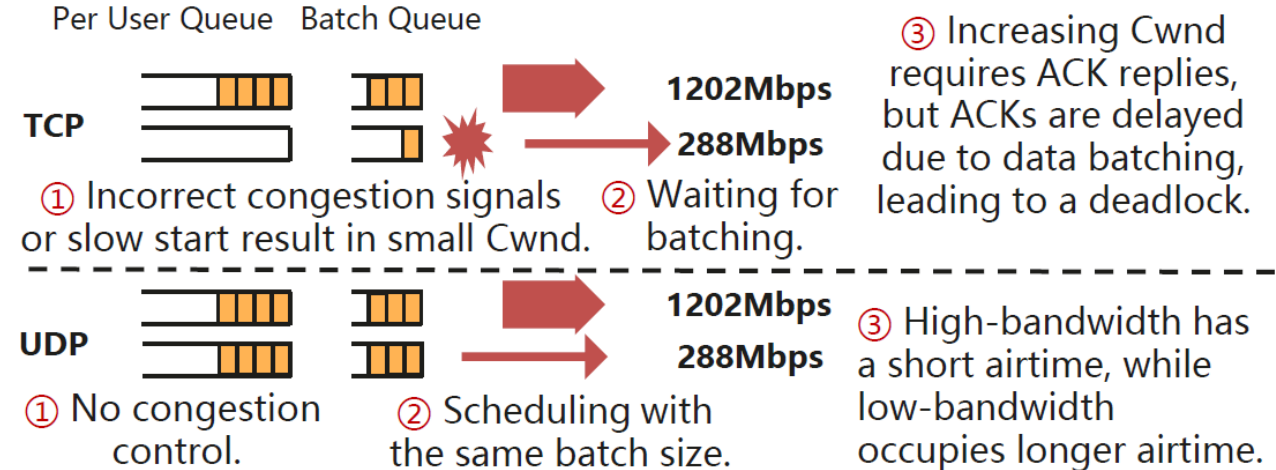 Per User Queue Batch Queue
TCP
1202Mbps
288Mbps
① Incorrect congestion signals
or slow start result in small Cwnd.
② Waiting for
batching.
③ Increasing Cwnd
requires ACK replies,
but ACKs are delayed
due to data batching,
leading to a deadlock.
UDP
1202Mbps
288Mbps
① No congestion
control.
② Scheduling with
the same batch size.
③ High-bandwidth has
a short airtime, while
low-bandwidth
occupies longer airtime.